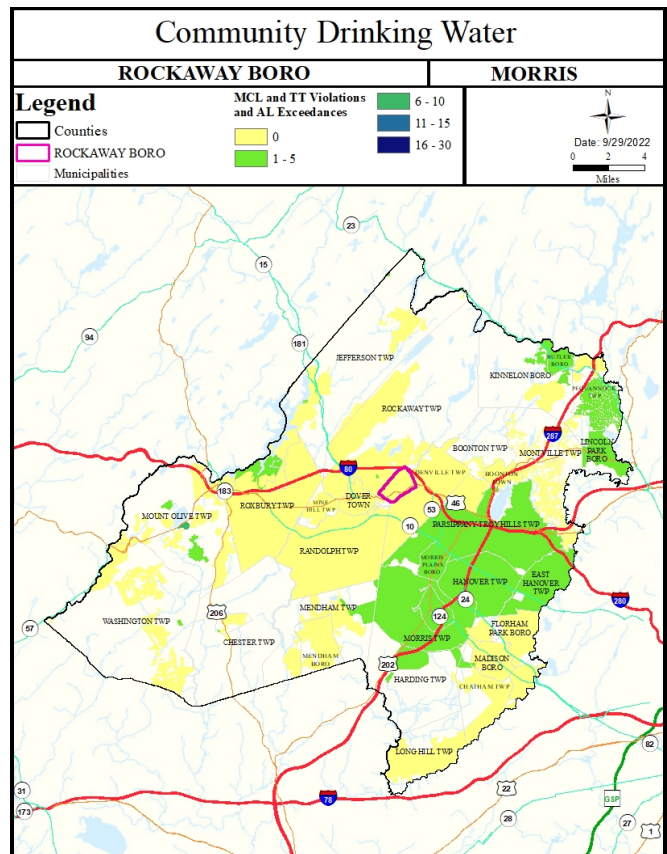 Community Drinking Water
ROCKAWAY BORO
MORRIS
Legend
Counties
ROCKAWAY BORO
Municipalities
MCL and TT Violations
and AL Exceedances
0
1 - 5
6 - 10
11 - 15
16 - 30
N
Date: 9/29/2022
0 2 4
Miles
23
15
94
181
JEFFERSON TWP
BUTLER
BORO
KINNELON BORO
PEQUANNOCK
TWP
ROCKAWAY TWP
287
LINCOLN
PARK
BORO
BOONTON TWP
MONTVILLE TWP
80
DENVILLE TWP
BOONTON
TOWN
183
46
ROXBURY TWP
MINE
HILL TWP
DOVER
TOWN
53
MOUNT OLIVE TWP
10
PARSIPPANY-TROY HILLS TWP
RANDOLPH TWP
MORRIS
PLAINS
BORO
HANOVER TWP
EAST
HANOVER
TWP
280
24
206
MENDHAM TWP
124
57
WASHINGTON TWP
CHESTER TWP
FLORHAM
PARK BORO
MORRIS TWP
MENDHAM
BORO
202
MADISON
BORO
HARDING TWP
CHATHAM TWP
82
LONG HILL TWP
31
173
78
22
GSP
28
27
1